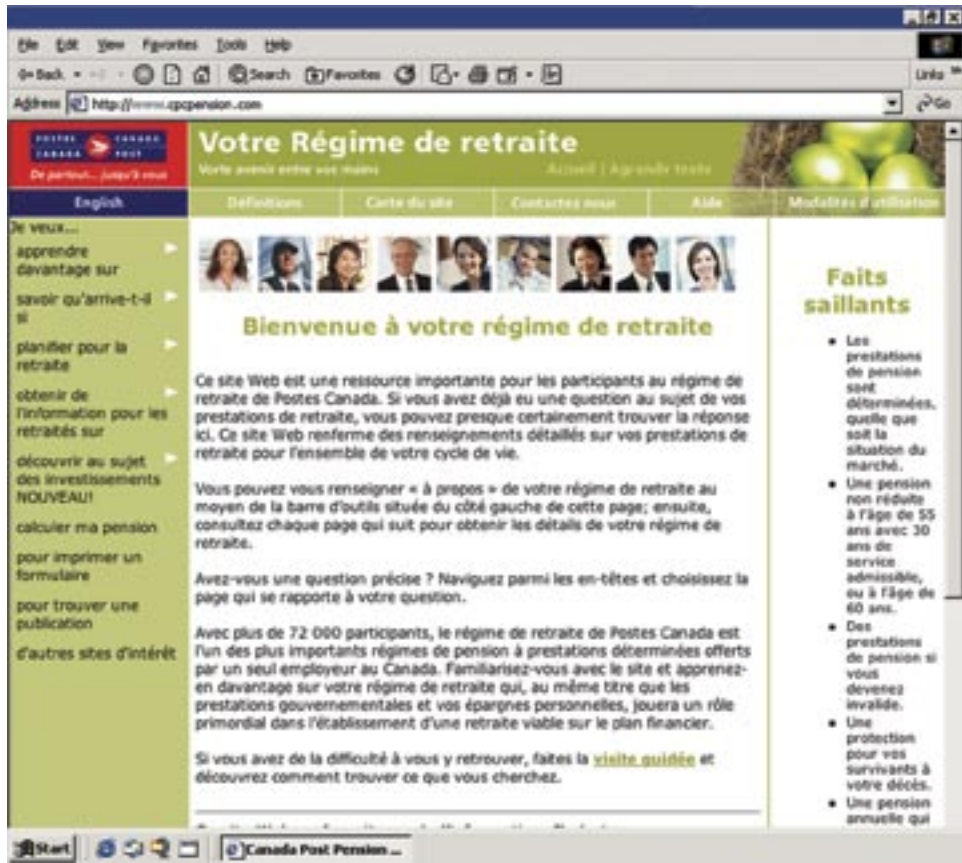 File Edit View Favorites Tools Help
Back Search Favorites Links
Address http://www.cpcpension.com Go
POSTES CANADA
CANADA POST
De partout... jusqu'à vous
Votre Régime de retraite
Votre avenir entre vos mains
Accueil | Agrandir texte
English
Définitions Carte du site Contactez nous Aide Modalités d'utilisation
Je veux...
apprendre
davantage sur
savoir qu'arrive-t-il
si
planifier pour la
retraite
obtenir de
l'information pour les
retraités sur
découvrir au sujet
des investissements
NOUVEAU!
calculer ma pension
pour imprimer un
formulaire
pour trouver une
publication
d'autres sites d'intérêt
Bienvenue à votre régime de retraite
Ce site Web est une ressource importante pour les participants au régime de
retraite de Postes Canada. Si vous avez déjà eu une question au sujet de vos
prestations de retraite, vous pouvez presque certainement trouver la réponse
ici. Ce site Web renferme des renseignements détaillés sur vos prestations de
retraite pour l'ensemble de votre cycle de vie.
Vous pouvez vous renseigner « à propos » de votre régime de retraite au
moyen de la barre d'outils située du côté gauche de cette page; ensuite,
consultez chaque page qui suit pour obtenir les détails de votre régime de
retraite.
Avez-vous une question précise ? Naviguez parmi les en-têtes et choisissez la
page qui se rapporte à votre question.
Avec plus de 72 000 participants, le régime de retraite de Postes Canada est
l'un des plus importants régimes de pension à prestations déterminées offerts
par un seul employeur au Canada. Familiarisez-vous avec le site et apprenez-
en davantage sur votre régime de retraite qui, au même titre que les
prestations gouvernementales et vos épargnes personnelles, jouera un rôle
primordial dans l'établissement d'une retraite viable sur le plan financier.
Si vous avez de la difficulté à vous y retrouver, faites la visite guidée et
découvrez comment trouver ce que vous cherchez.
Faits
saillants
• Les
prestations
de pension
sont
déterminées,
quelle que
soit la
situation du
marché.
• Une pension
non réduite
à l'âge de 55
ans avec 30
ans de
service
admissible,
ou à l'âge de
60 ans.
• Des
prestations
de pension si
vous
devenez
invalide.
• Une
protection
pour vos
survivants à
votre décès.
• Une pension
annuelle qui
Start Canada Post Pension ...